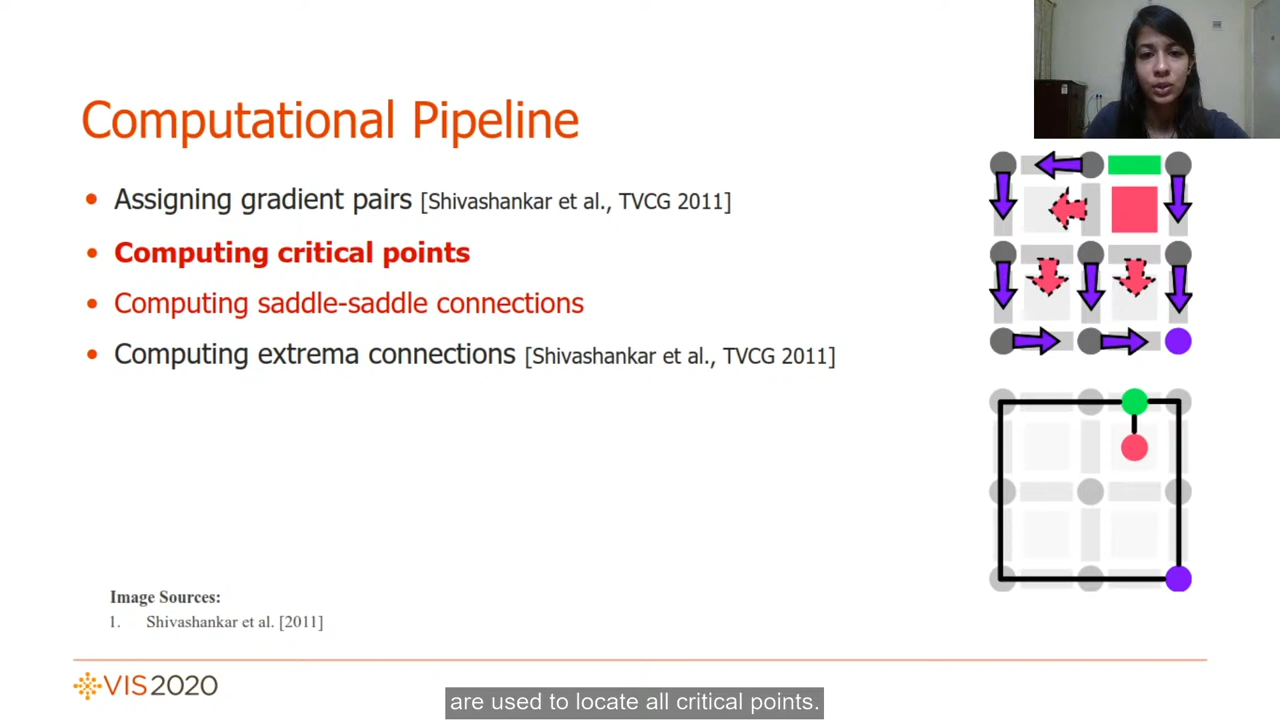 Computational Pipeline
• Assigning gradient pairs [Shivashankar et al., TVCG 2011]
• Computing critical points
• Computing saddle-saddle connections
• Computing extrema connections [Shivashankar et al., TVCG 2011]
Image Sources:
1. Shivashankar et al. [2011]
VIS2020
are used to locate all critical points.